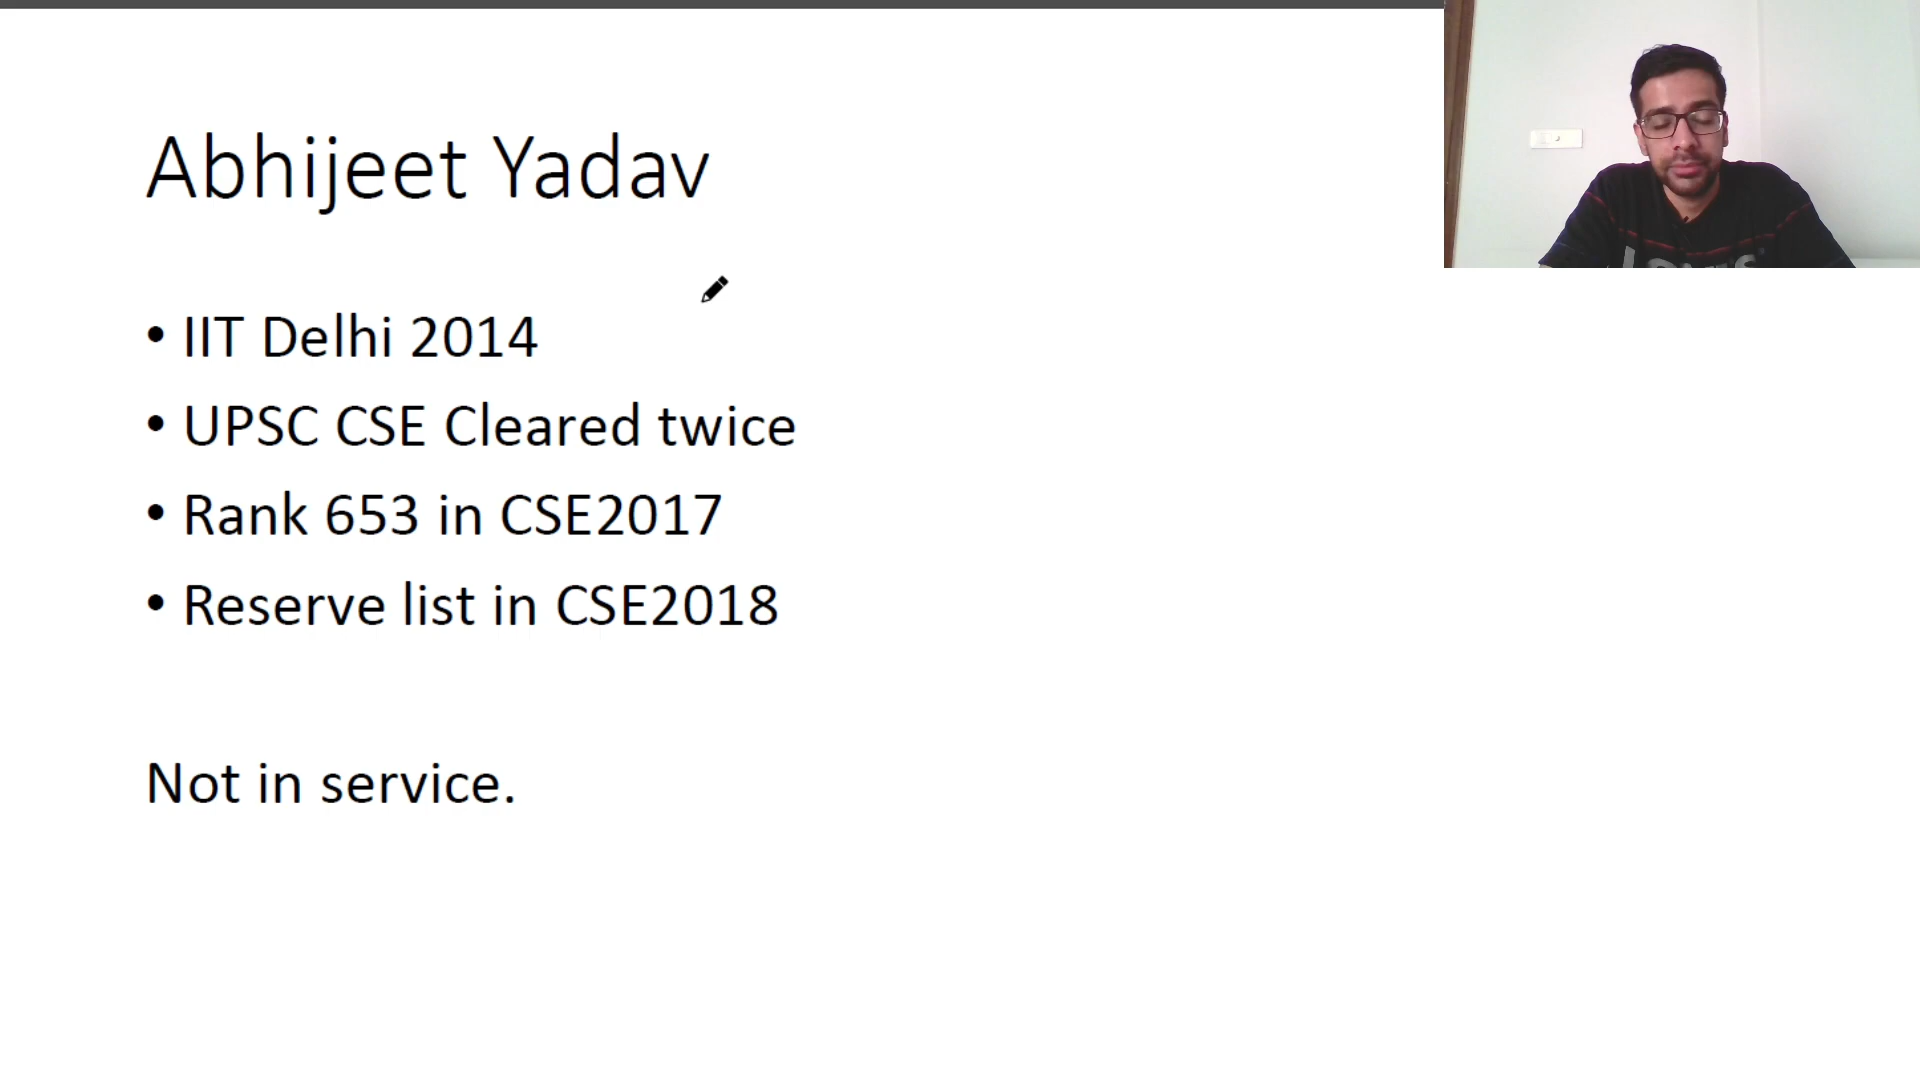 Abhijeet Yadav
• IIT Delhi 2014
• UPSC CSE Cleared twice
• Rank 653 in CSE2017
• Reserve list in CSE2018
Not in service.